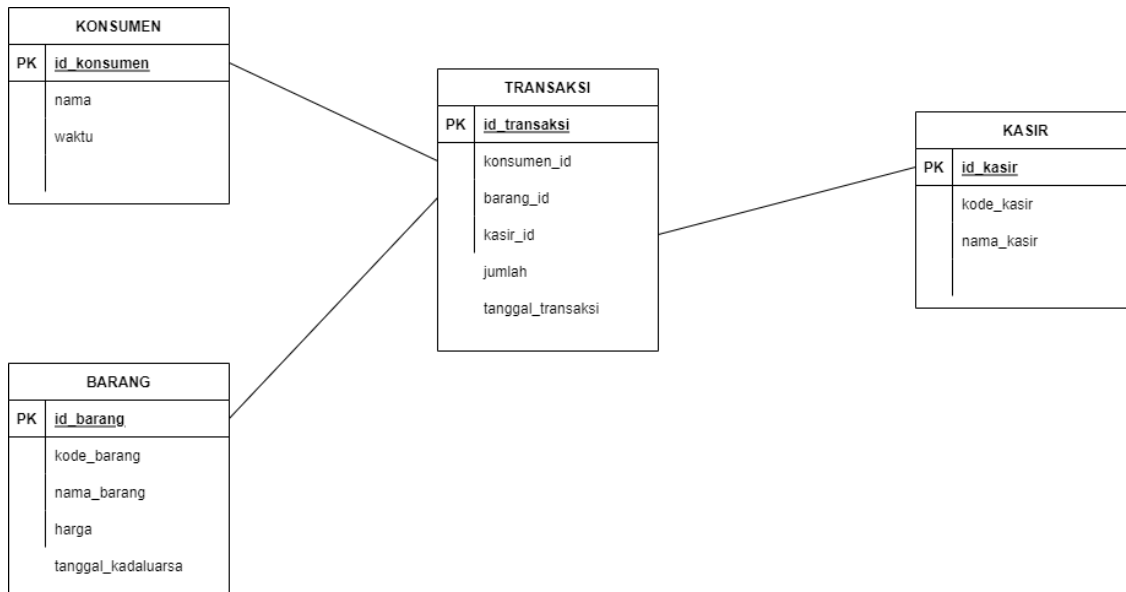 KONSUMEN
PK id_konsumen
nama
waktu
TRANSAKSI
PK id_transaksi
konsumen_id
barang_id
kasir_id
jumlah
tanggal_transaksi
KASIR
PK id_kasir
kode_kasir
nama_kasir
BARANG
PK id_barang
kode_barang
nama_barang
harga
tanggal_kadaluarsa